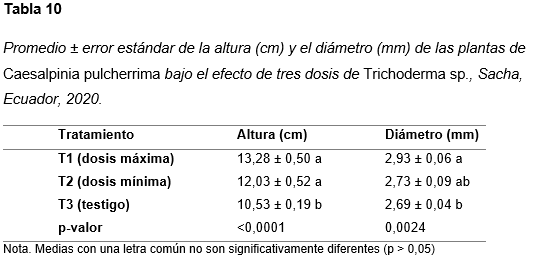 Tabla 10
Promedio ± error estándar de la altura (cm) y el diámetro (mm) de las plantas de
Caesalpinia pulcherrima bajo el efecto de tres dosis de Trichoderma sp., Sacha,
Ecuador, 2020.
Tratamiento Altura (cm) Diámetro (mm)
T1 (dosis máxima) 13,28 ± 0,50 a 2,93 ± 0,06 a
T2 (dosis mínima) 12,03 ± 0,52 a 2,73 ± 0,09 ab
T3 (testigo) 10,53 ± 0,19 b 2,69 ± 0,04 b
p-valor <0,0001 0,0024
Nota. Medias con una letra común no son significativamente diferentes (p > 0,05)